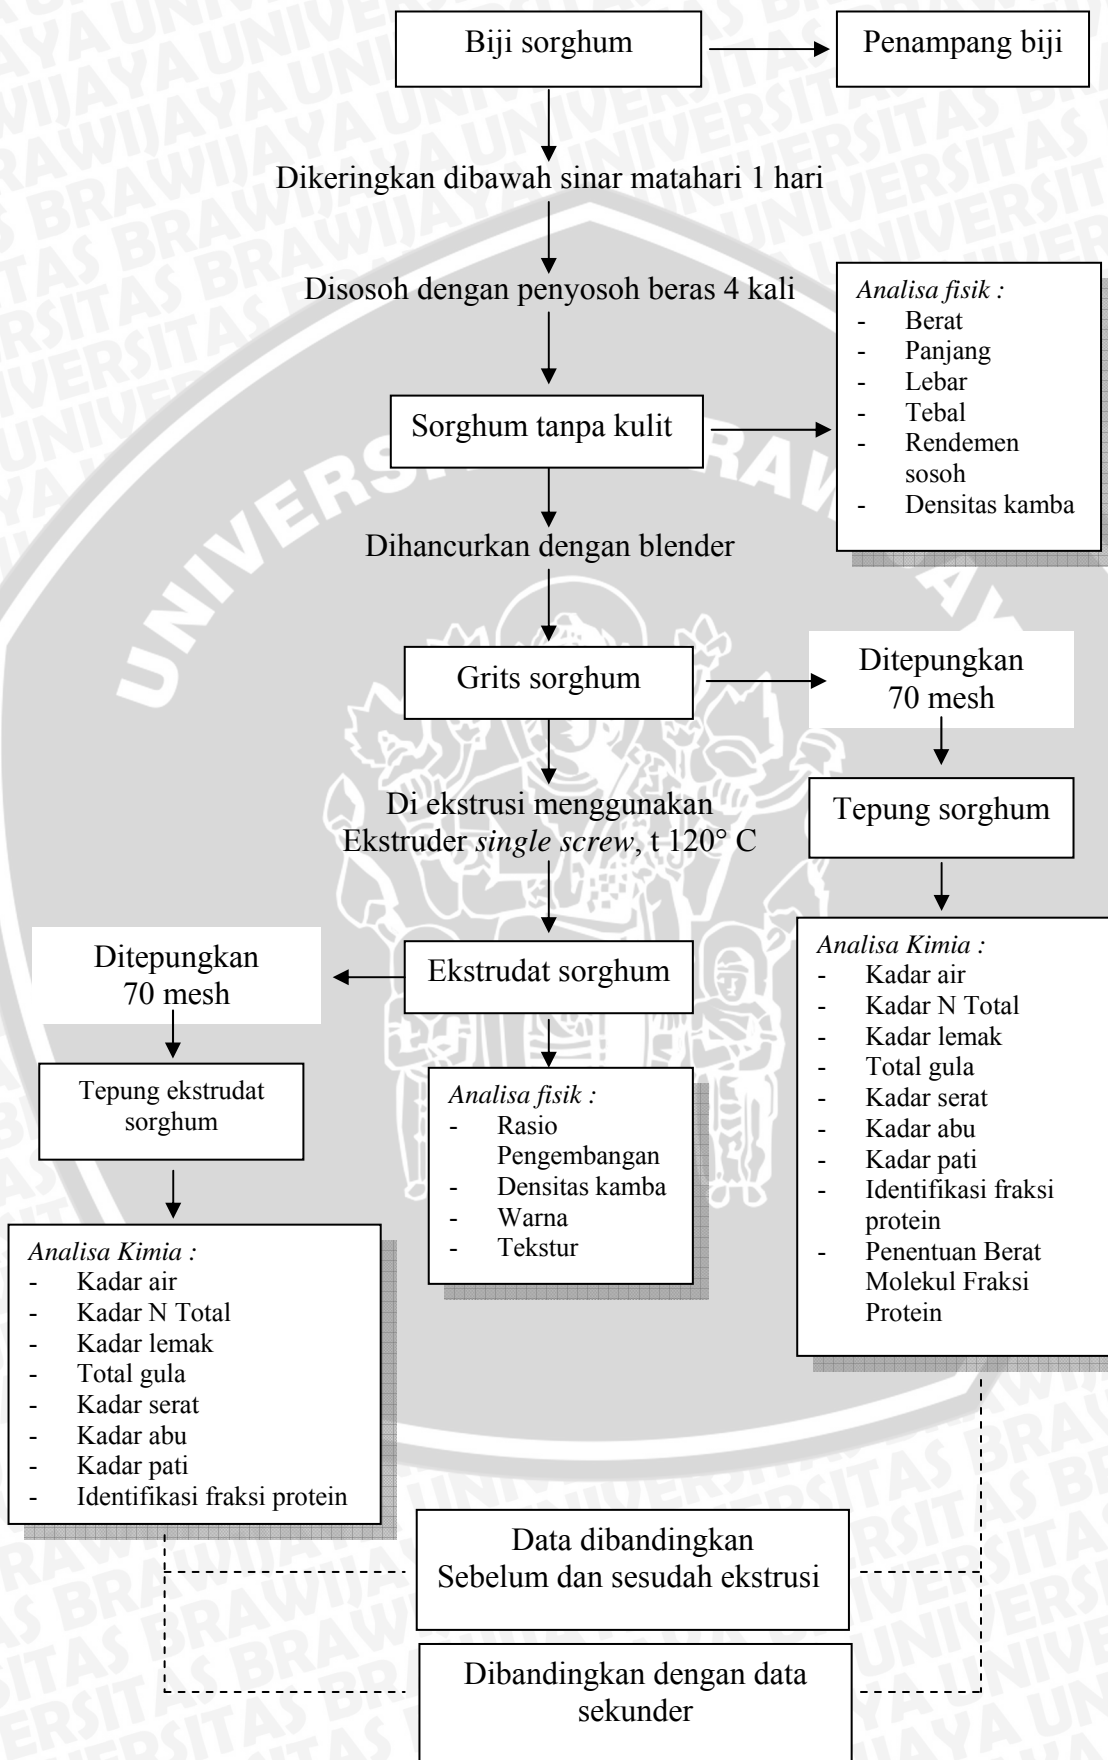 Biji sorghum
Penampang biji
Dikeringkan dibawah sinar matahari 1 hari
Disosoh dengan penyosoh beras 4 kali
Analisa fisik :
- Berat
- Panjang
- Lebar
- Tebal
- Rendemen
sosoh
- Densitas kamba
Sorghum tanpa kulit
Dihancurkan dengan blender
Grits sorghum
Ditepungkan
70 mesh
Di ekstrusi menggunakan
Ekstruder single screw, t 120° C
Tepung sorghum
Ekstrudat sorghum
Ditepungkan
70 mesh
Analisa Kimia :
- Kadar air
- Kadar N Total
- Kadar lemak
- Total gula
- Kadar serat
- Kadar abu
- Kadar pati
- Identifikasi fraksi
protein
- Penentuan Berat
Molekul Fraksi
Protein
Tepung ekstrudat
sorghum
Analisa fisik :
- Rasio
Pengembangan
- Densitas kamba
- Warna
- Tekstur
Analisa Kimia :
- Kadar air
- Kadar N Total
- Kadar lemak
- Total gula
- Kadar serat
- Kadar abu
- Kadar pati
- Identifikasi fraksi protein
Data dibandingkan
Sebelum dan sesudah ekstrusi
Dibandingkan dengan data
sekunder